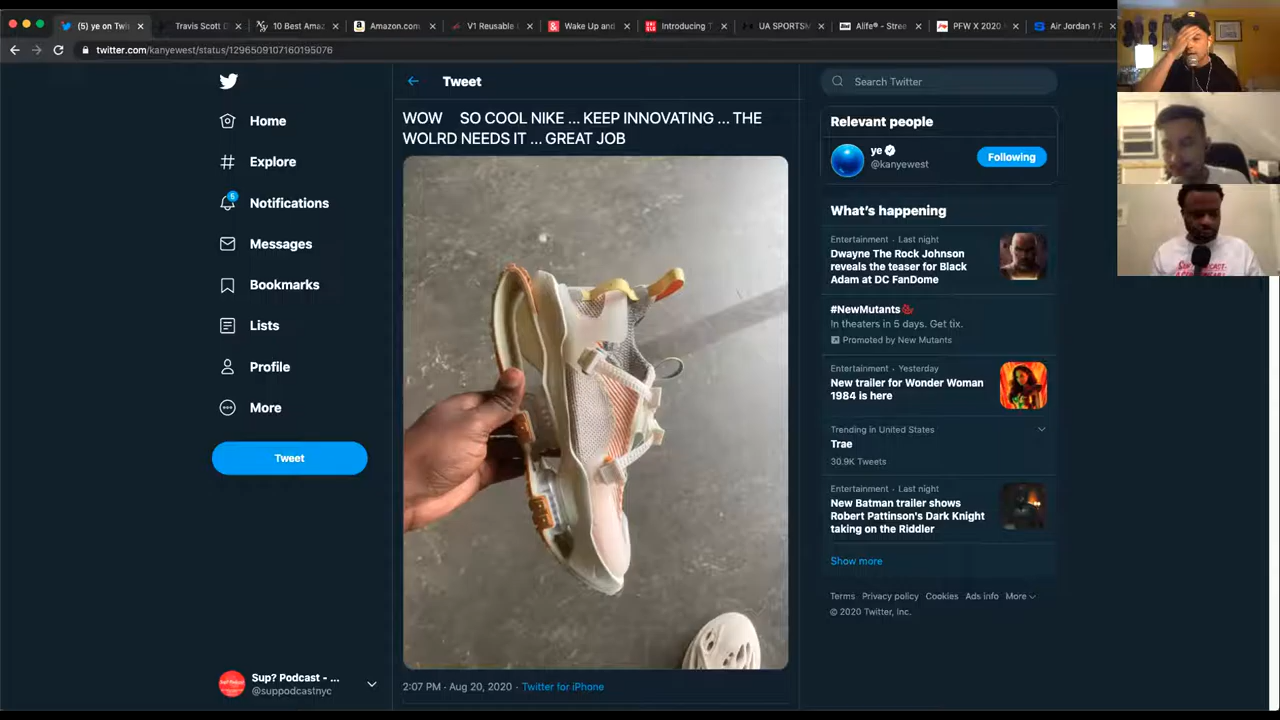 (5) ye on Twi
Travis Scott D
10 Best Amaz
Amazon.com
V1 Reusable
Wake Up and
Introducing T
UA SPORTSM
Alife® - Stree
PFW X 2020
Air Jordan 1 R
twitter.com/kanyewest/status/1296509107160195076
Home
Explore
5
Notifications
Messages
Bookmarks
Lists
Profile
More
Tweet
Sup? Podcast - ...
@suppodcastnyc
Tweet
WOW SO COOL NIKE ... KEEP INNOVATING ... THE
WOLRD NEEDS IT ... GREAT JOB
2:07 PM · Aug 20, 2020 · Twitter for iPhone
Search Twitter
Relevant people
ye
@kanyewest
Following
What's happening
Entertainment · Last night
Dwayne The Rock Johnson
reveals the teaser for Black
Adam at DC FanDome
#NewMutants
In theaters in 5 days. Get tix.
Promoted by New Mutants
Entertainment · Yesterday
New trailer for Wonder Woman
1984 is here
Trending in United States
Trae
30.9K Tweets
Entertainment · Last night
New Batman trailer shows
Robert Pattinson's Dark Knight
taking on the Riddler
Show more
Terms Privacy policy Cookies Ads info More
© 2020 Twitter, Inc.